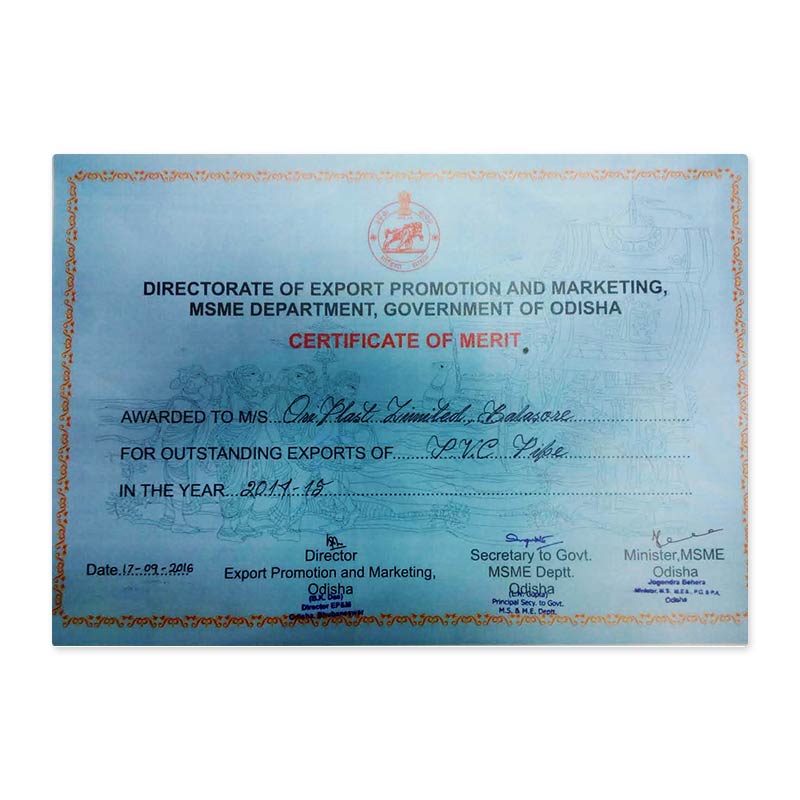 DIRECTORATE OF EXPORT PROMOTION AND MARKETING,
MSME DEPARTMENT, GOVERNMENT OF ODISHA
CERTIFICATE OF MERIT
AWARDED TO M/S...Ori Plast Limited, Balasore
FOR OUTSTANDING EXPORTS OF...... P.V.C. Pipe
IN THE YEAR...2014-15
Date.17-09-2016
Director
Export Promotion and Marketing,
Odisha
(B.K. Das)
Director EP&M
Odisha, Bhubaneswar
Secretary to Govt.
MSME Deptt.
Odisha
(L.N. Gupta)
Principal Secy. to Govt.
M.S. & M.E. Deptt.
Minister,MSME
Odisha
Jogendra Behera
Minister, M.S. M.E.&., P.G. & P.A.
Odisha